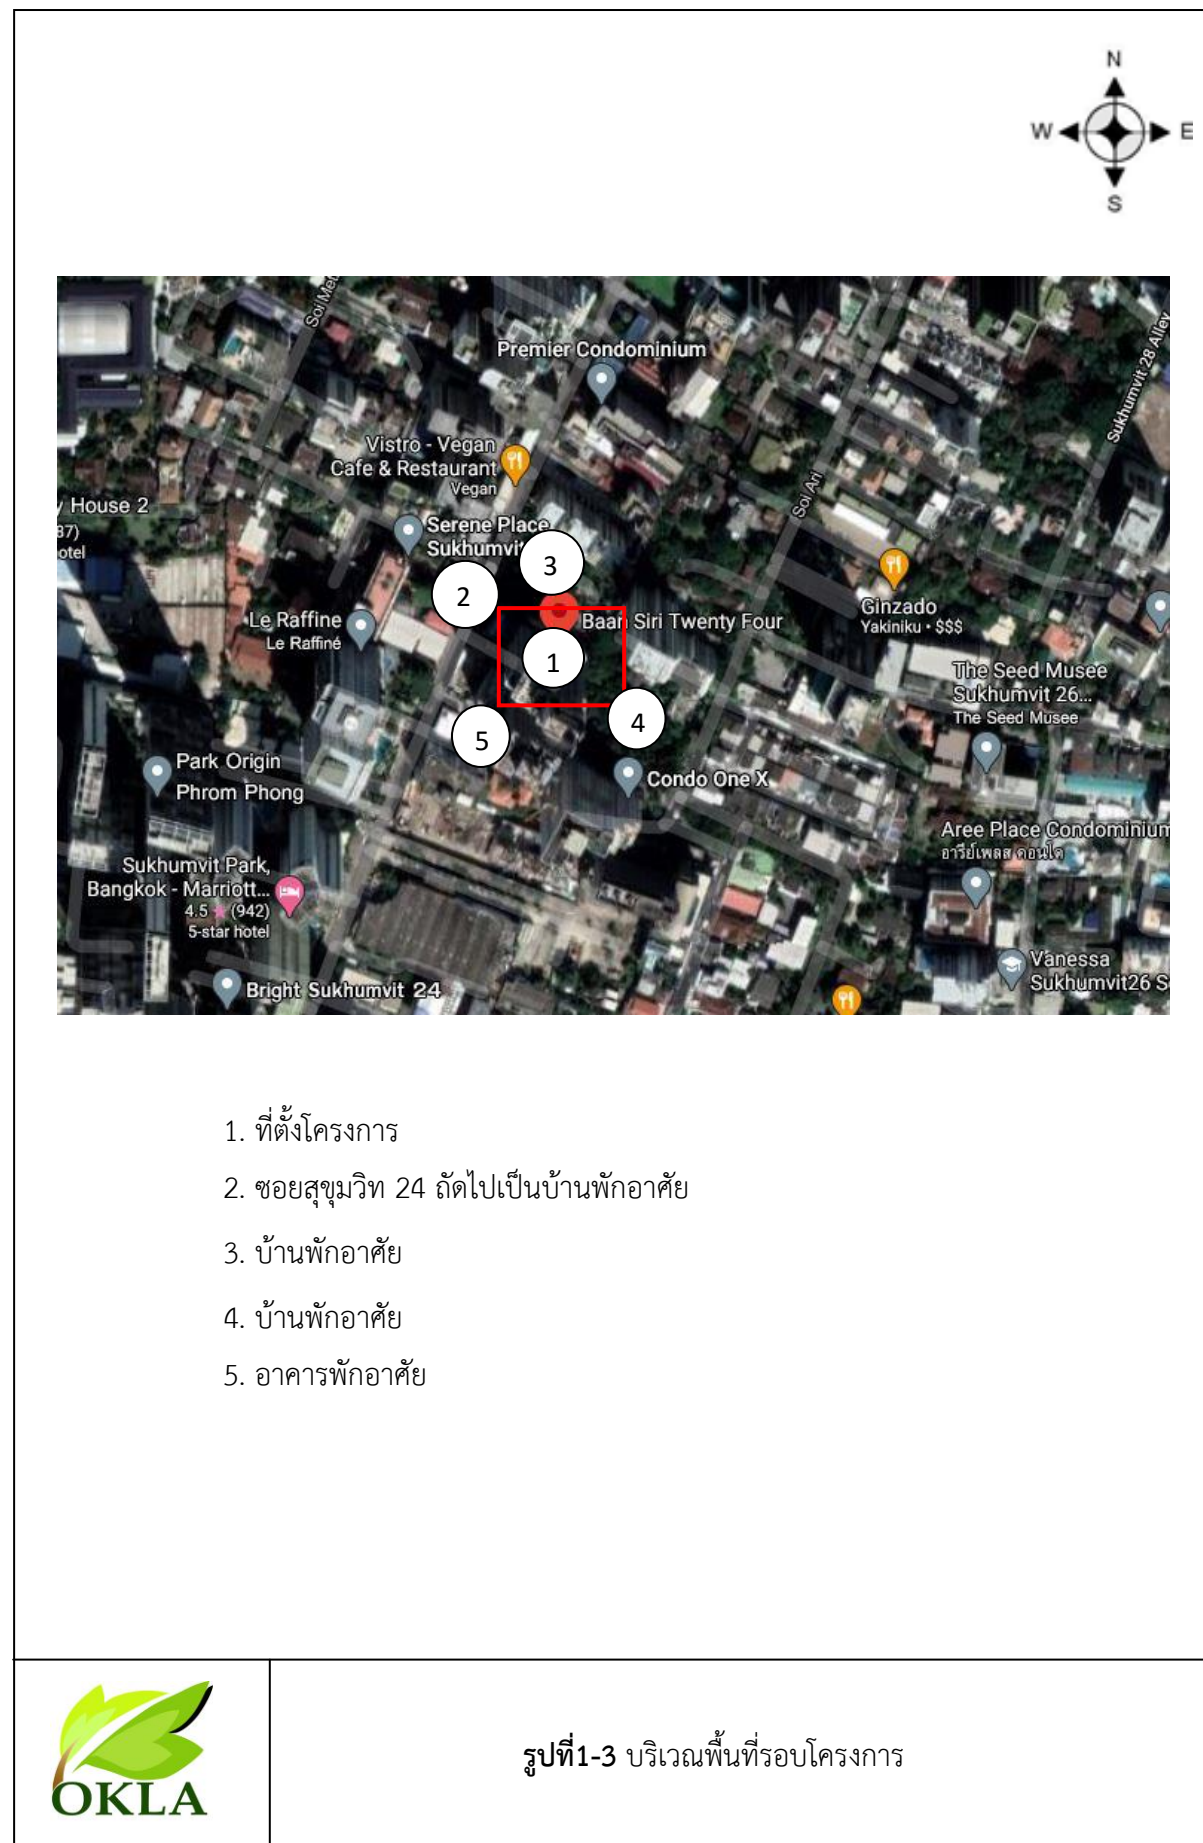 N
W E
S
Soi Me
Premier Condominium
Sukhumvit 28 Alley
Vistro - Vegan
Cafe & Restaurant
Vegan
Soi Ari
y House 2
87)
otel
Serene Place
Sukhumvit
3
2
Ginzado
Yakiniku • $$$
Le Raffine
Le Raffiné
Baan Siri Twenty Four
1
The Seed Musee
Sukhumvit 26...
The Seed Musee
4
5
Park Origin
Phrom Phong
Condo One X
Aree Place Condominium
อารีย์เพลส คอนโด
Sukhumvit Park,
Bangkok - Marriott...
4.5 ★ (942)
5-star hotel
Vanessa
Sukhumvit26 S
Bright Sukhumvit 24
1. ที่ตั้งโครงการ
2. ซอยสุขุมวิท 24 ถัดไปเป็นบ้านพักอาศัย
3. บ้านพักอาศัย
4. บ้านพักอาศัย
5. อาคารพักอาศัย
OKLA
รูปที่1-3 บริเวณพื้นที่รอบโครงการ